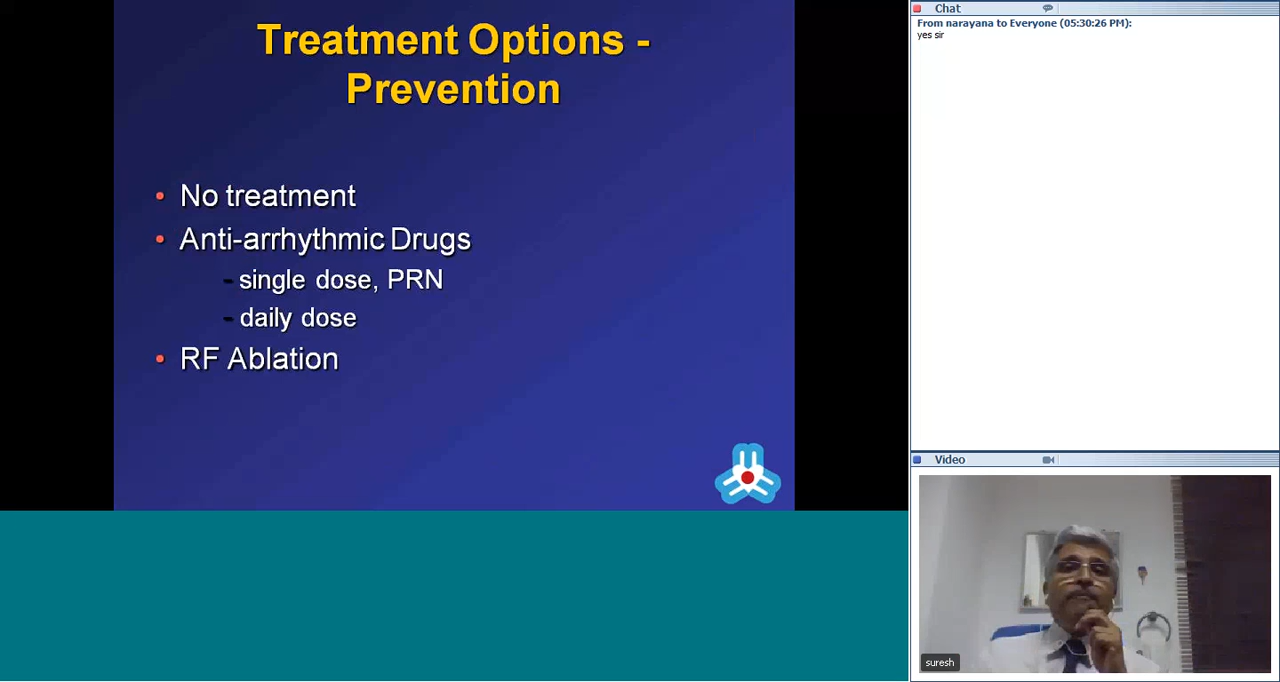 Treatment Options -
Prevention
• No treatment
• Anti-arrhythmic Drugs
- single dose, PRN
- daily dose
• RF Ablation
Chat
From narayana to Everyone (05:30:26 PM):
yes sir
Video
suresh